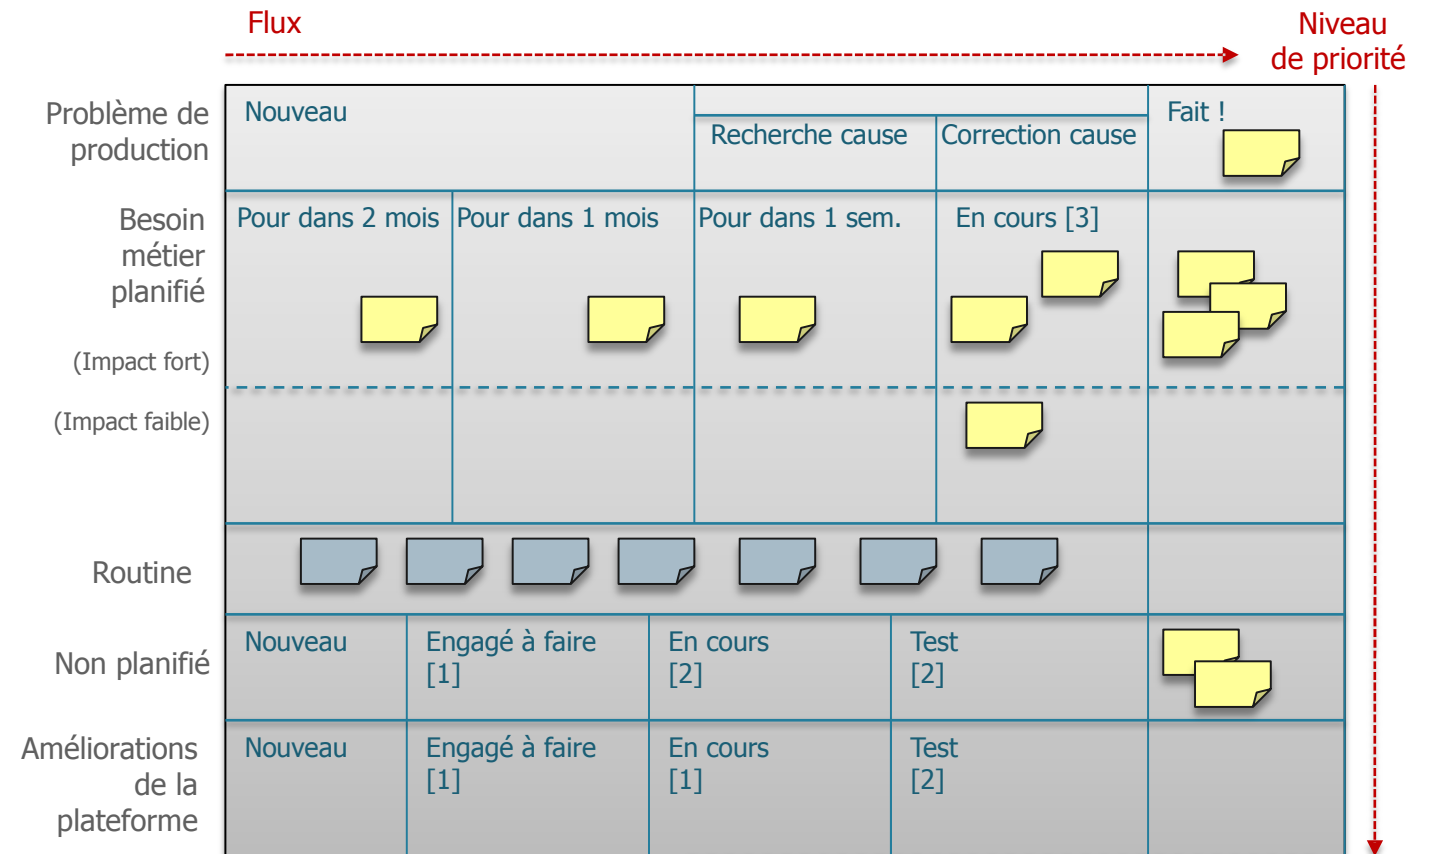 Flux
Niveau
de priorité
Problème de
production
Nouveau
Recherche cause
Correction cause
Fait !
Besoin
métier
planifié
(Impact fort)
(Impact faible)
Pour dans 2 mois
Pour dans 1 mois
Pour dans 1 sem.
En cours [3]
Routine
Non planifié
Nouveau
Engagé à faire
[1]
En cours
[2]
Test
[2]
Améliorations
de la
plateforme
Nouveau
Engagé à faire
[1]
En cours
[1]
Test
[2]